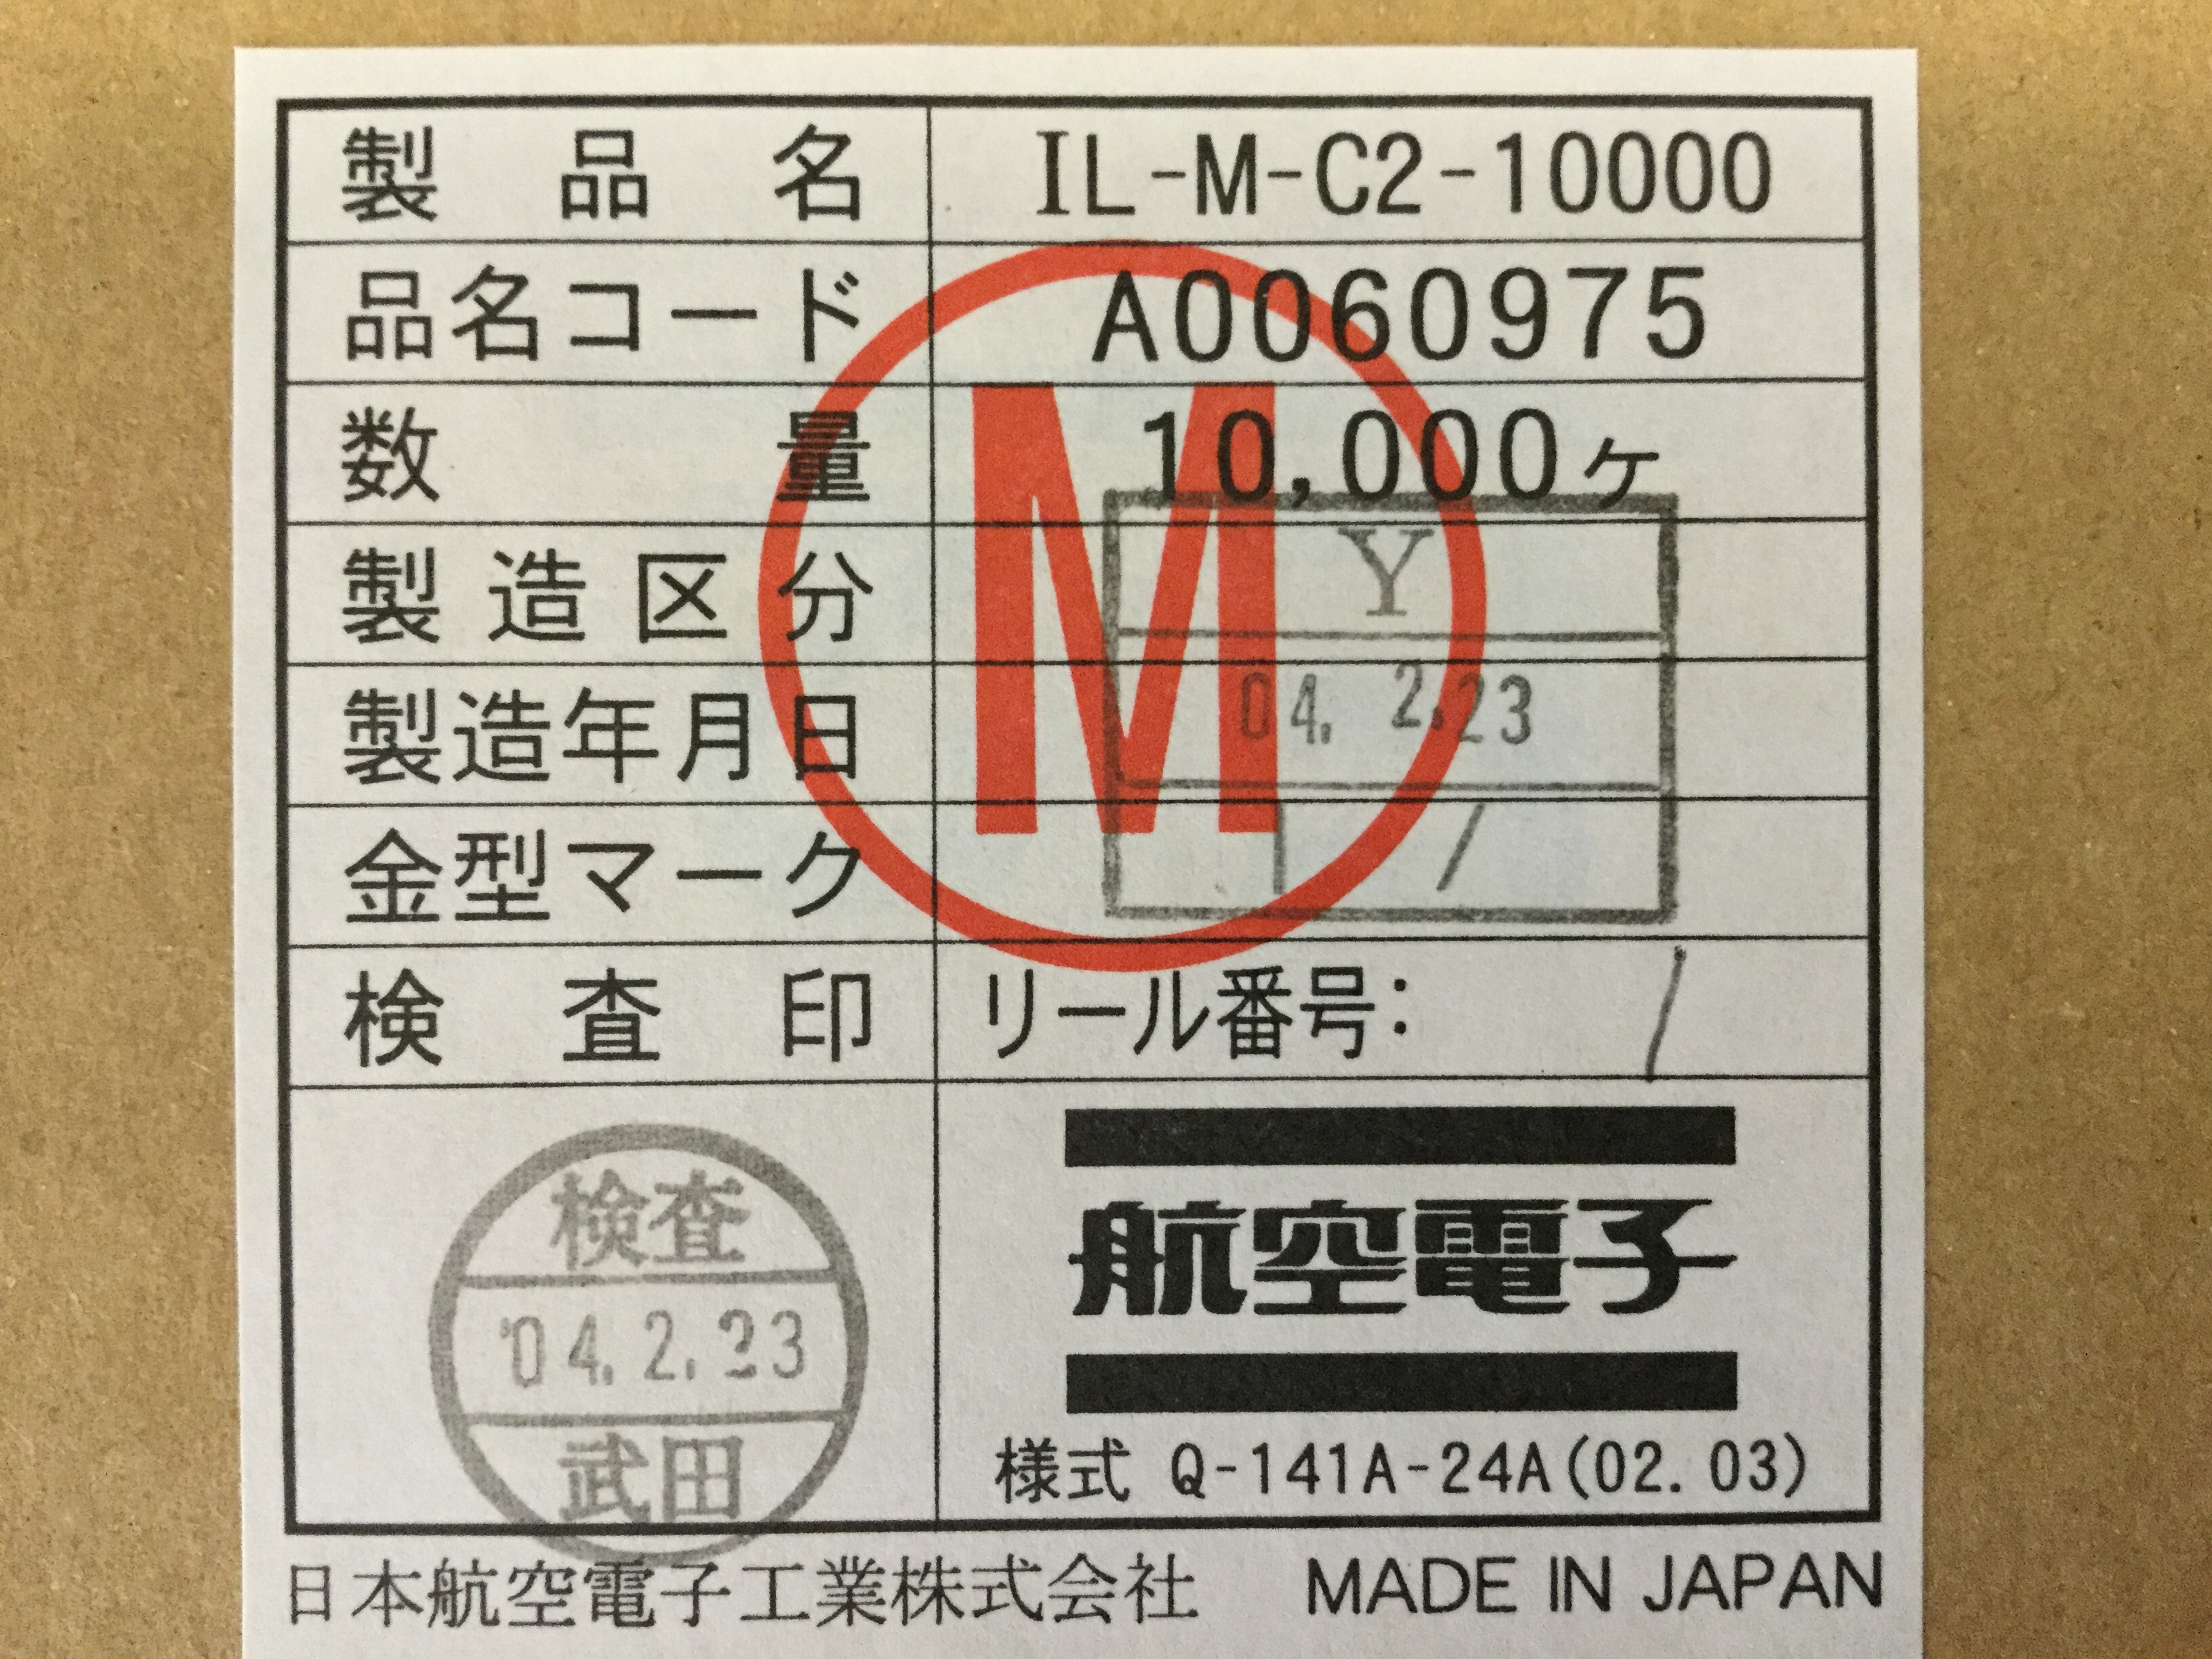 製品名 IL-M-C2-10000
品名コード A0060975
数量 10,000ヶ
M
製造区分 Y
製造年月日 04. 2.23
金型マーク /
検査印 リール番号: /
検査
'04.2.23
武田
航空電子
様式 Q-141A-24A(02.03)
日本航空電子工業株式会社 MADE IN JAPAN